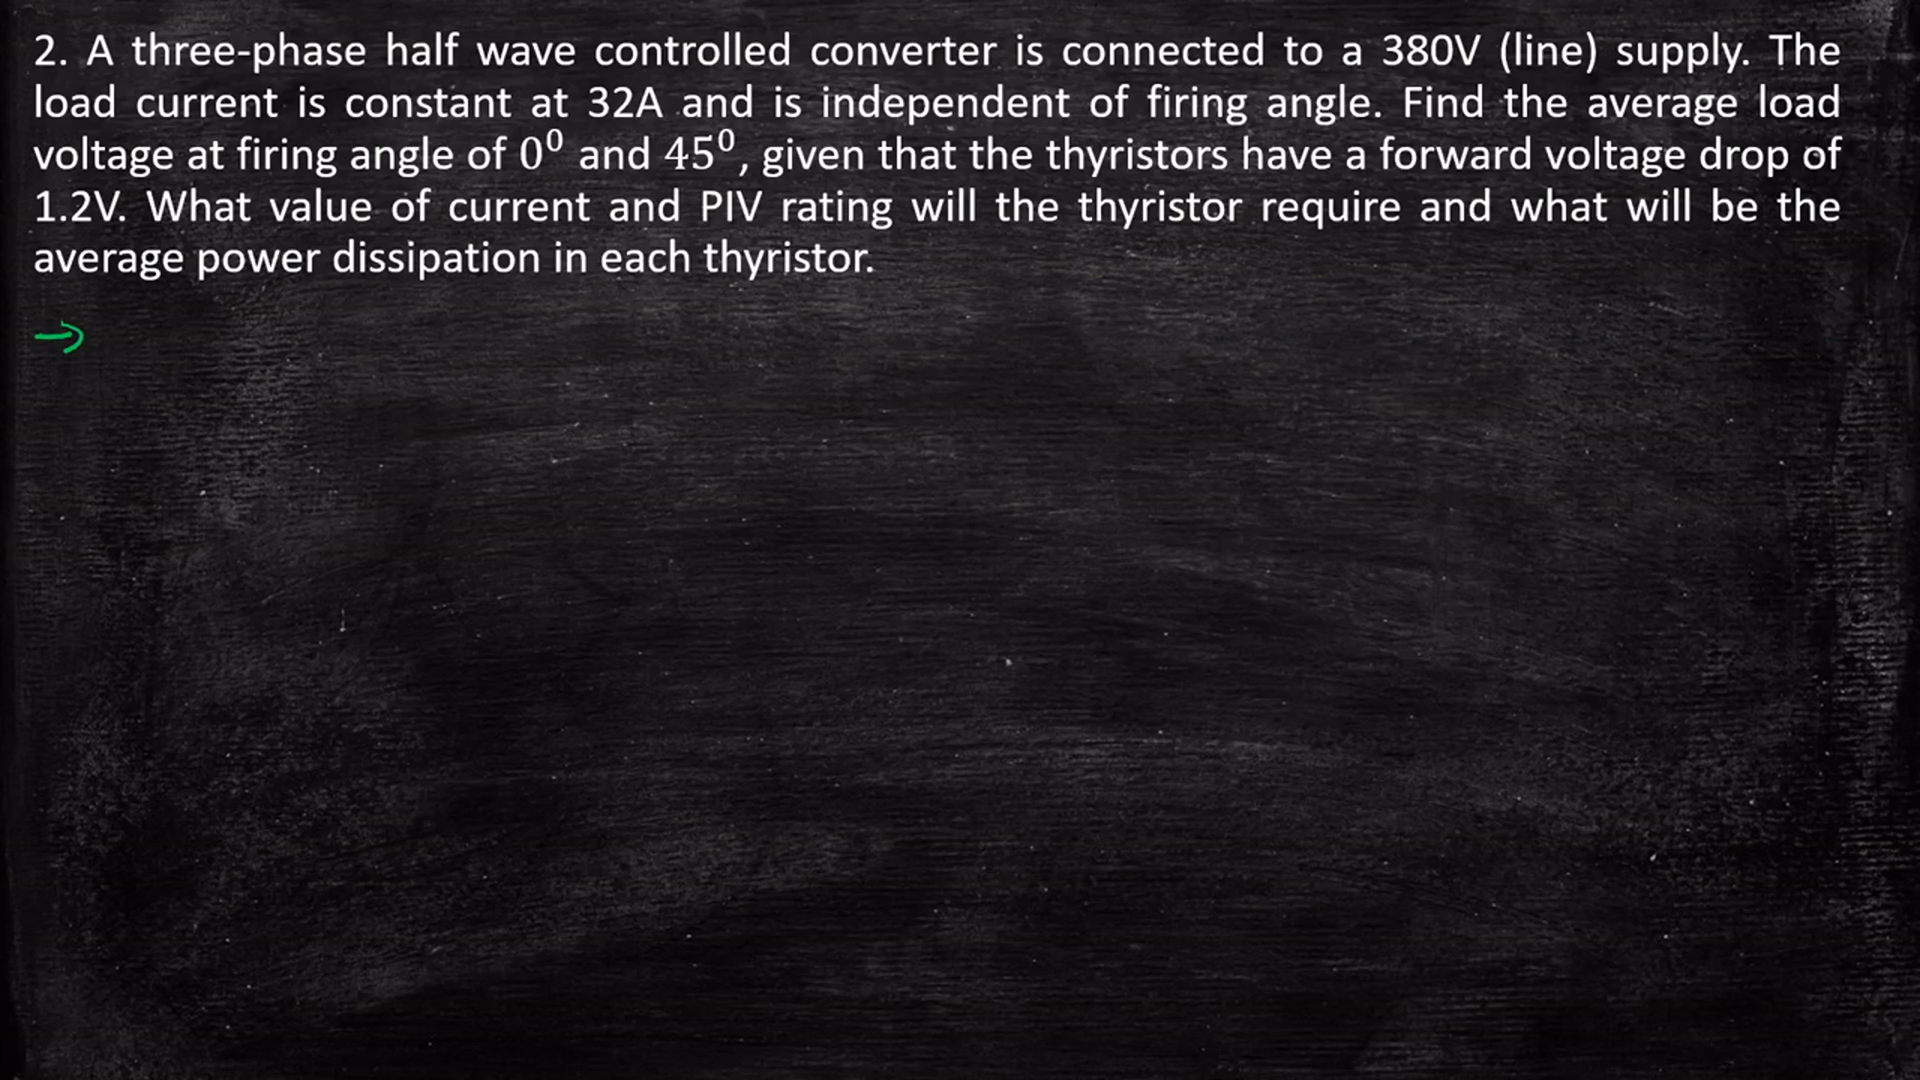 2. A three-phase half wave controlled converter is connected to a 380V (line) supply. The
load current is constant at 32A and is independent of firing angle. Find the average load
voltage at firing angle of 0⁰ and 45⁰, given that the thyristors have a forward voltage drop of
1.2V. What value of current and PIV rating will the thyristor require and what will be the
average power dissipation in each thyristor.
→